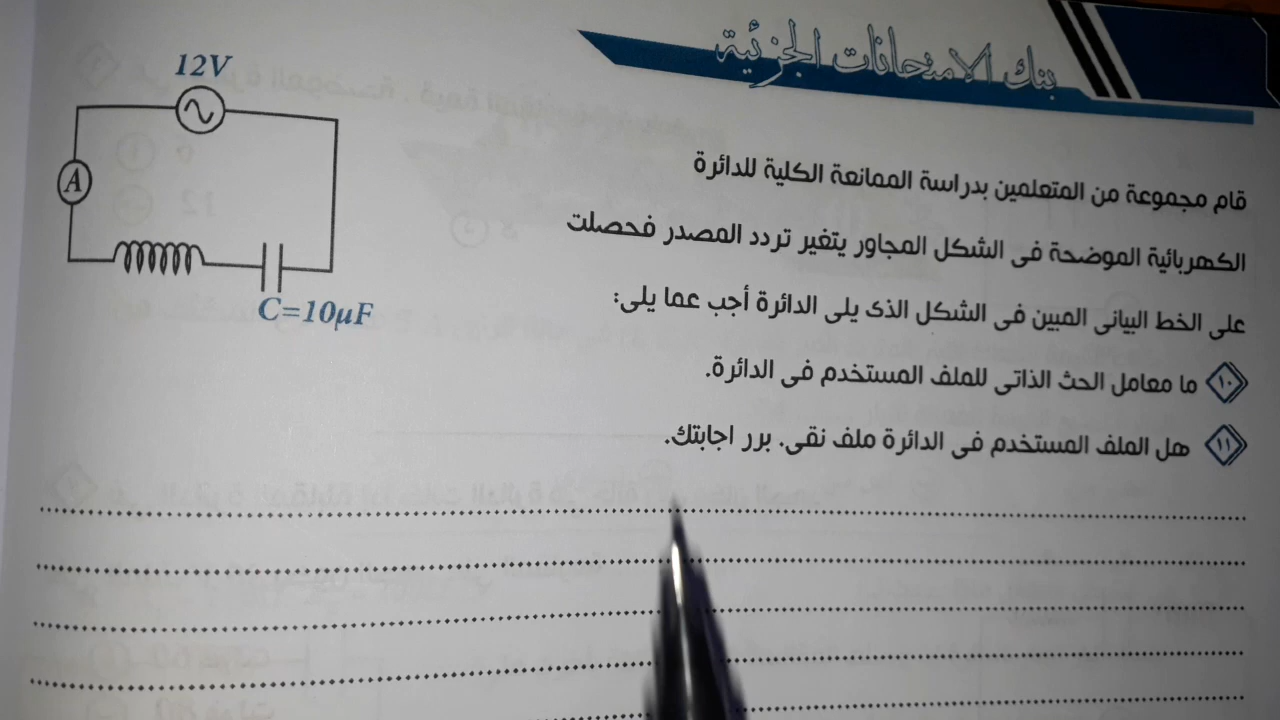 بنك الامتحانات الجزئية
12V
A
C=10µF
قام مجموعة من المتعلمين بدراسة الممانعة الكلية للدائرة
الكهربائية الموضحة فى الشكل المجاور يتغير تردد المصدر فحصلت
على الخط البيانى المبين فى الشكل الذى يلى الدائرة أجب عما يلى:
١٠ ما معامل الحث الذاتى للملف المستخدم فى الدائرة.
١١ هل الملف المستخدم فى الدائرة ملف نقى. برر اجابتك.